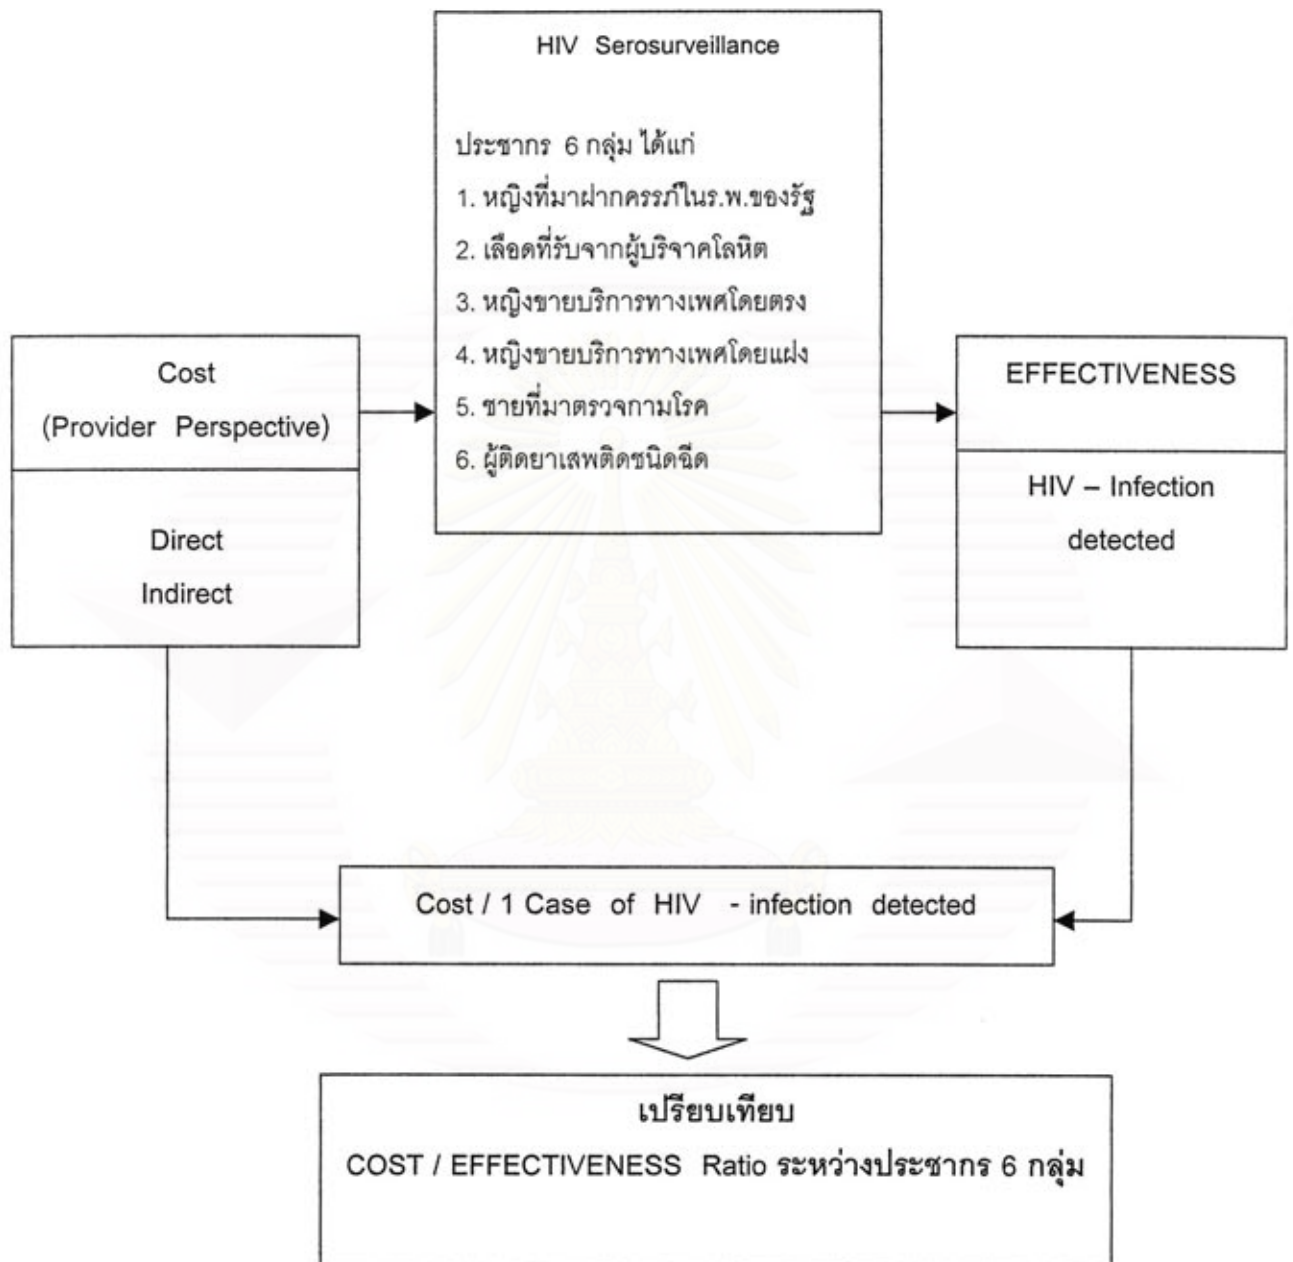 HIV Serosurveillance
ประชากร 6 กลุ่ม ได้แก่
1. หญิงที่มาฝากครรภ์ในร.พ.ของรัฐ
2. เลือดที่รับจากผู้บริจาคโลหิต
3. หญิงขายบริการทางเพศโดยตรง
4. หญิงขายบริการทางเพศโดยแฝง
5. ชายที่มาตรวจกามโรค
6. ผู้ติดยาเสพติดชนิดฉีด
Cost
(Provider Perspective)
Direct
Indirect
EFFECTIVENESS
HIV – Infection
detected
Cost / 1 Case of HIV - infection detected
เปรียบเทียบ
COST / EFFECTIVENESS Ratio ระหว่างประชากร 6 กลุ่ม